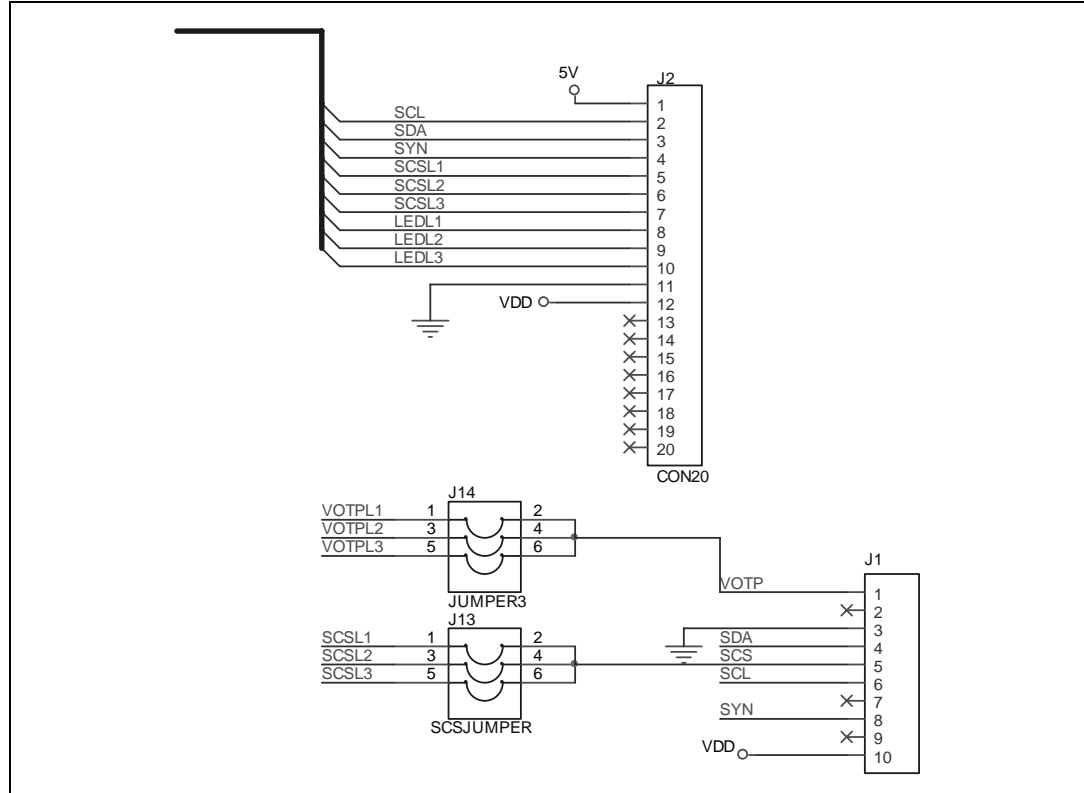 5V
J2
1
SCL 2
SDA 3
SYN 4
SCSL1 5
SCSL2 6
SCSL3 7
LEDL1 8
LEDL2 9
LEDL3 10
11
VDD 12
13
14
15
16
17
18
19
20
CON20
J14
VOTPL1 1 2
VOTPL2 3 4
VOTPL3 5 6
JUMPER3
J13
SCSL1 1 2
SCSL2 3 4
SCSL3 5 6
SCSJUMPER
J1
VOTP 1
2
3
SDA 4
SCS 5
SCL 6
7
SYN 8
9
VDD 10